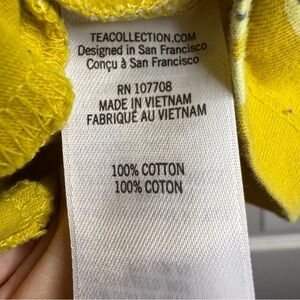 TEACOLLECTION.COM
Designed in San Francisco
Conçu à San Francisco
RN 107708
MADE IN VIETNAM
FABRIQUÉ AU VIETNAM
100% COTTON
100% COTON